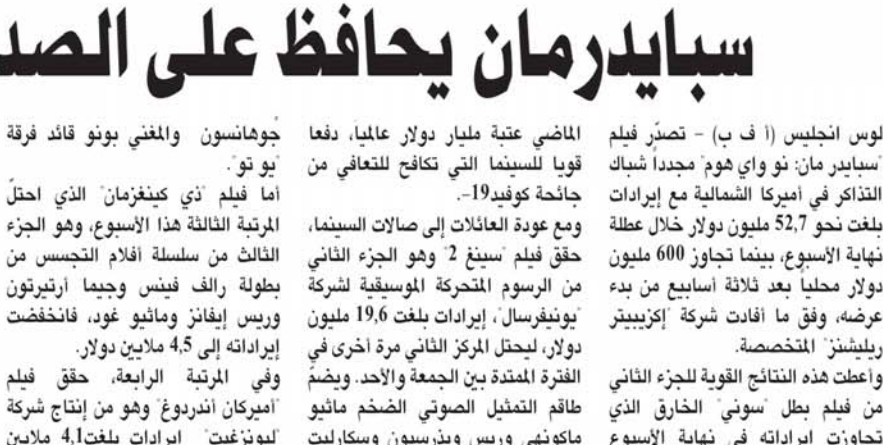 سبايدرمان يحافظ على الصد
لوس انجليس (أ ف ب) - تصدّر فيلم
"سبايدر مان: نو واي هوم" مجدداً شباك
التذاكر في أميركا الشمالية مع إيرادات
بلغت نحو 52,7 مليون دولار خلال عطلة
نهاية الأسبوع، بينما تجاوز 600 مليون
دولار محلياً بعد ثلاثة أسابيع من بدء
عرضه، وفق ما أفادت شركة "إكزيبيتر
ريليشنز" المتخصصة.
وأعطت هذه النتائج القوية للجزء الثاني
من فيلم بطل "سوني" الخارق الذي
تجاوزت إيراداته في نهاية الأسبوع
الماضي عتبة مليار دولار عالمياً، دفعا
قويا للسينما التي تكافح للتعافي من
جائحة كوفيد19-.
ومع عودة العائلات إلى صالات السينما،
حقق فيلم "سينغ 2" وهو الجزء الثاني
من الرسوم المتحركة الموسيقية لشركة
"يونيفرسال"، إيرادات بلغت 19,6 مليون
دولار، ليحتل المركز الثاني مرة أخرى في
الفترة الممتدة بين الجمعة والأحد. ويضمّ
طاقم التمثيل الصوتي الضخم ماثيو
ماكونهي وريس ويذرسبون وسكارليت
جوهانسون والمغني بونو قائد فرقة
"يو تو".
أما فيلم "ذي كينغزمان" الذي احتلّ
المرتبة الثالثة هذا الأسبوع، وهو الجزء
الثالث من سلسلة أفلام التجسس من
بطولة رالف فينس وجيما أرتيرتون
وريس إيفانز وماثيو غود، فانخفضت
إيراداته إلى 4,5 ملايين دولار.
وفي المرتبة الرابعة، حقق فيلم
"أميركان أندردوغ" وهو من إنتاج شركة
"ليونزغيت" إيرادات بلغت4,1 ملايين